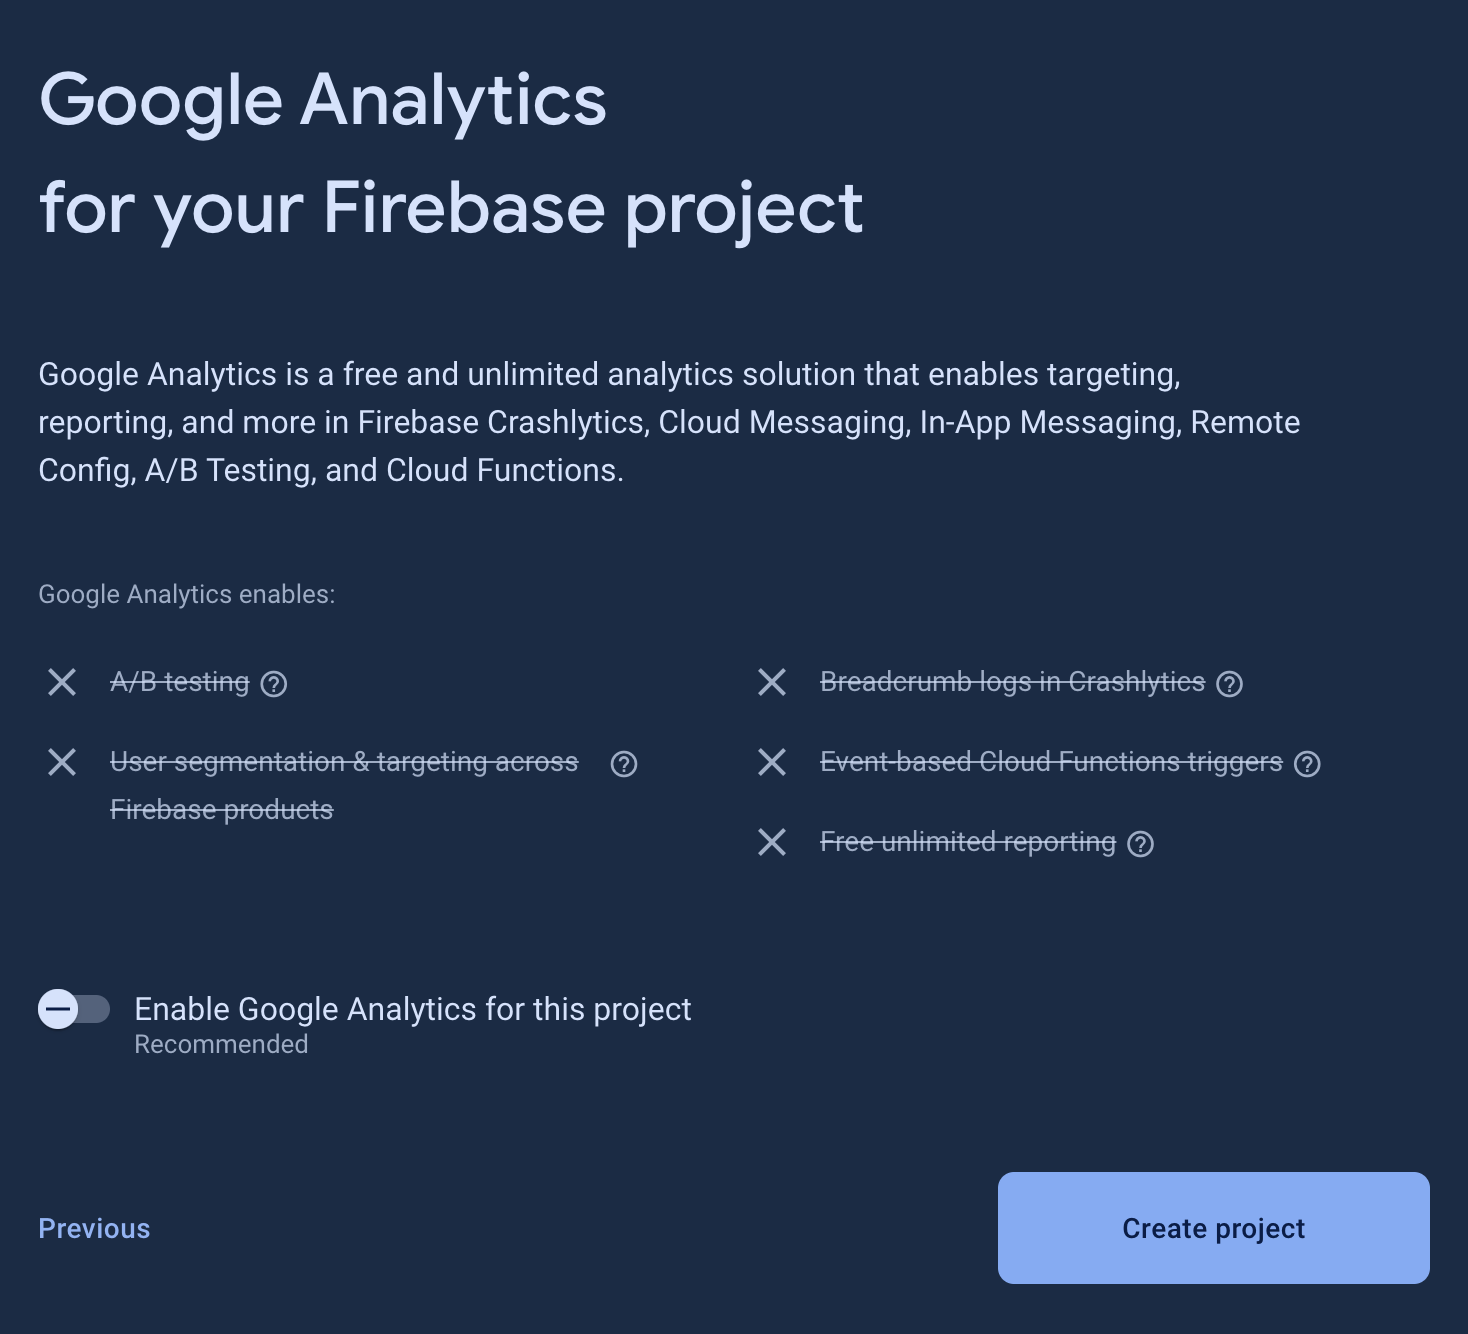 Google Analytics
for your Firebase project
Google Analytics is a free and unlimited analytics solution that enables targeting,
reporting, and more in Firebase Crashlytics, Cloud Messaging, In-App Messaging, Remote
Config, A/B Testing, and Cloud Functions.
Google Analytics enables:
A/B testing
User segmentation & targeting across
Firebase products
Breadcrumb logs in Crashlytics
Event-based Cloud Functions triggers
Free unlimited reporting
Enable Google Analytics for this project
Recommended
Previous
Create project